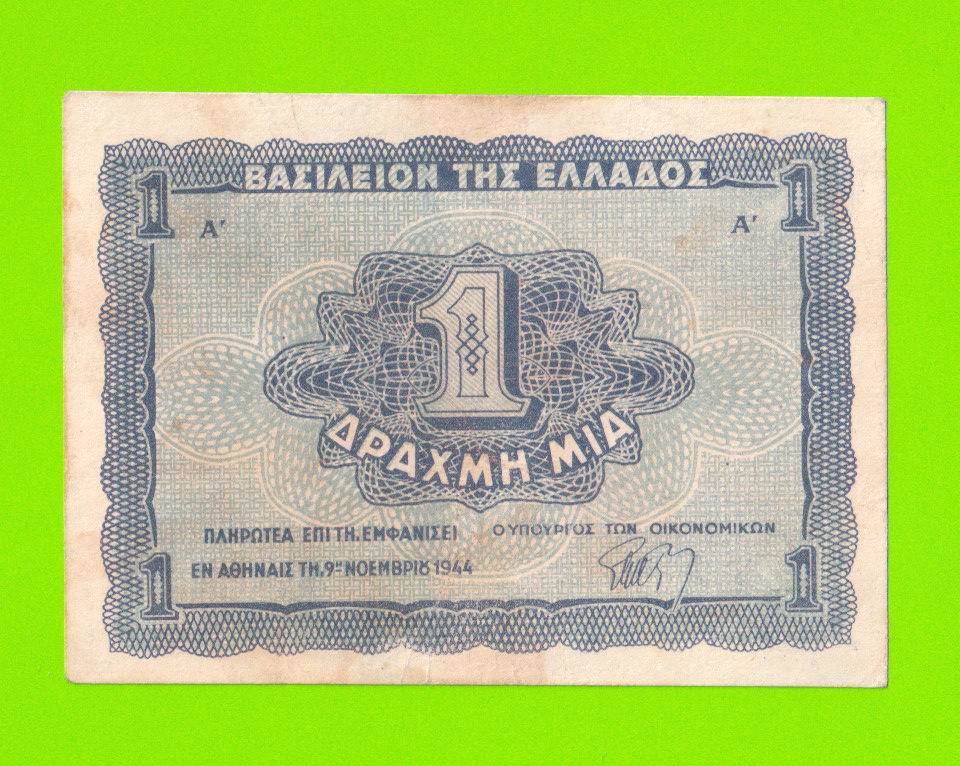 ΒΑΣΙΛΕΙΟΝ ΤΗΣ ΕΛΛΑΔΟΣ
1 1
Α' Α'
1
ΔΡΑΧΜΗ ΜΙΑ
ΠΛΗΡΩΤΕΑ ΕΠΙ ΤΗ, ΕΜΦΑΝΙΣΕΙ
Ο ΥΠΟΥΡΓΟΣ ΤΩΝ ΟΙΚΟΝΟΜΙΚΩΝ
ΕΝ ΑΘΗΝΑΙΣ ΤΗ, 9ῃ ΝΟΕΜΒΡΙȣ 1944
1 1